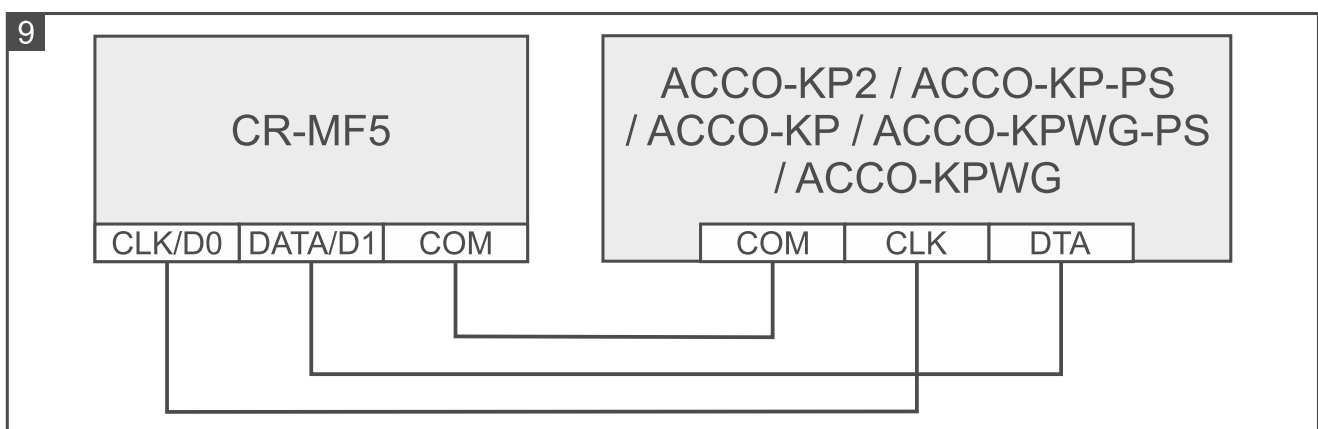 9
CR-MF5
CLK/D0 DATA/D1 COM
ACCO-KP2 / ACCO-KP-PS
/ ACCO-KP / ACCO-KPWG-PS
/ ACCO-KPWG
COM CLK DTA